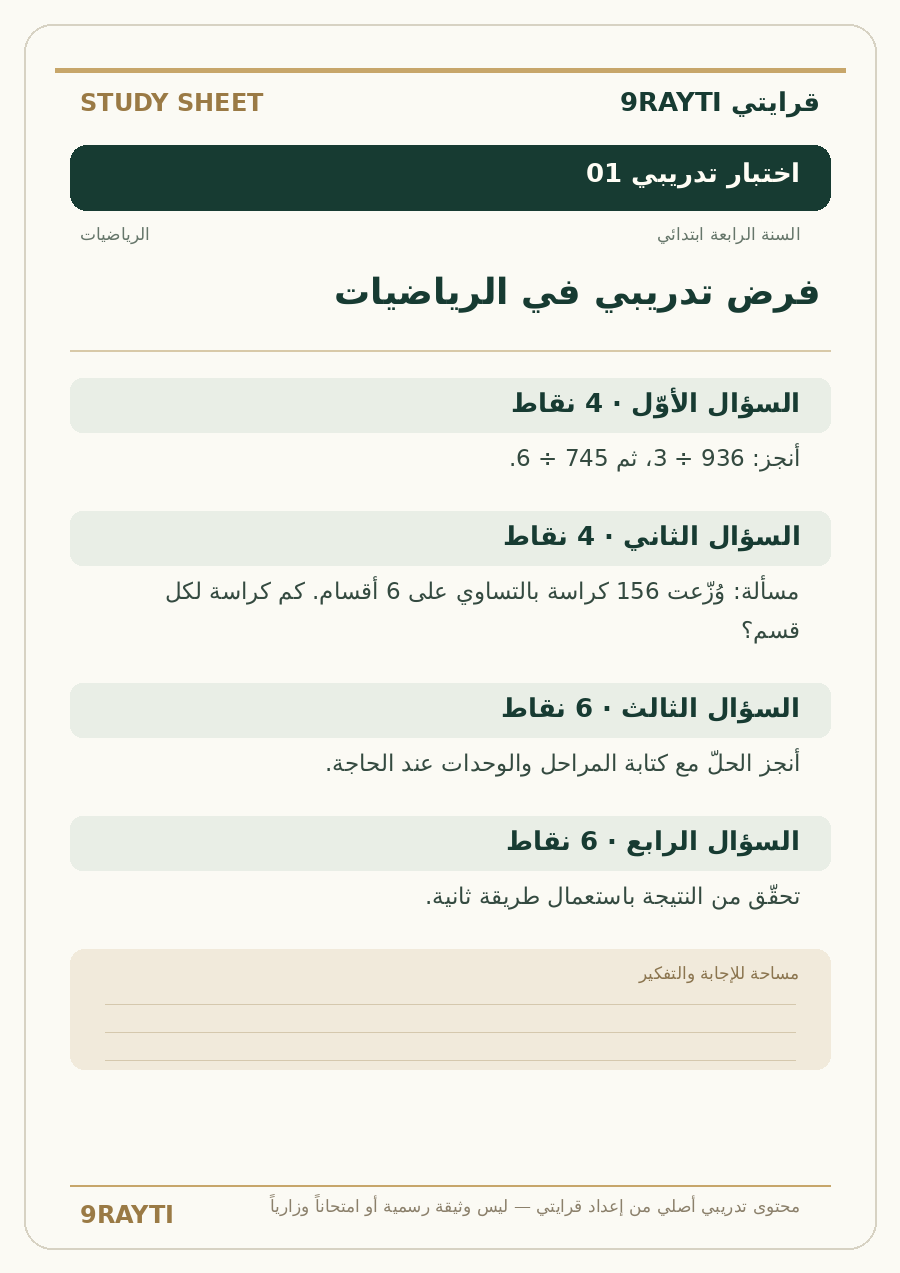 قرايتي 9RAYTI
STUDY SHEET
اختبار تدريبي 01
السنة الرابعة ابتدائي
الرياضيات
فرض تدريبي في الرياضيات
السؤال الأوّل · 4 نقاط
أنجز: 936 ÷ 3، ثم 745 ÷ 6.
السؤال الثاني · 4 نقاط
مسألة: وُزّعت 156 كراسة بالتساوي على 6 أقسام. كم كراسة لكل
قسم؟
السؤال الثالث · 6 نقاط
أنجز الحلّ مع كتابة المراحل والوحدات عند الحاجة.
السؤال الرابع · 6 نقاط
تحقّق من النتيجة باستعمال طريقة ثانية.
مساحة للإجابة والتفكير
محتوى تدريبي أصلي من إعداد قرايتي — ليس وثيقة رسمية أو امتحاناً وزارياً
9RAYTI